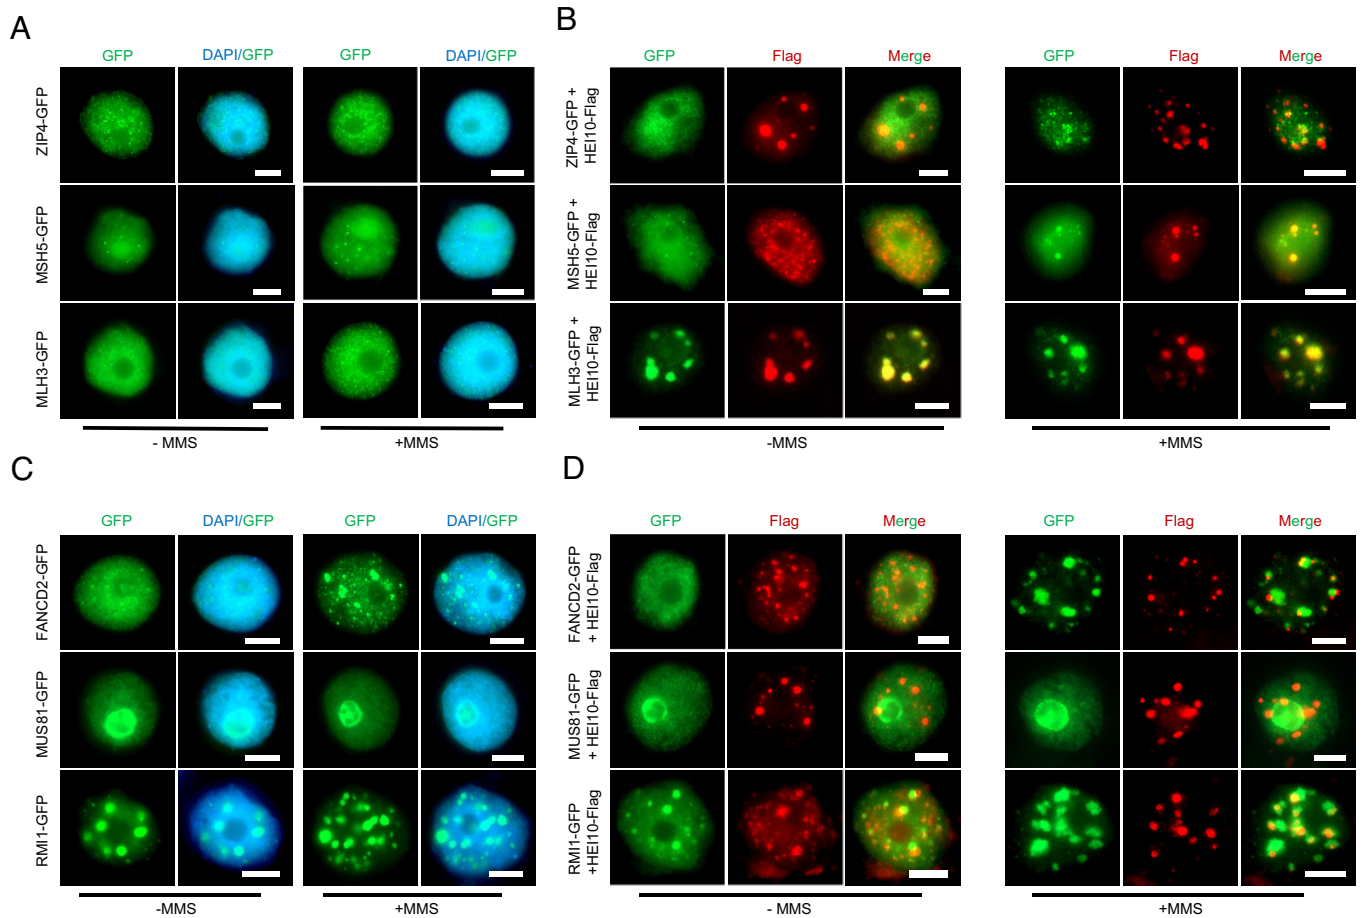 A
B
GFP DAPI/GFP GFP DAPI/GFP
GFP Flag Merge GFP Flag Merge
ZIP4-GFP
ZIP4-GFP +
HEI10-Flag
MSH5-GFP
MSH5-GFP +
HEI10-Flag
MLH3-GFP
MLH3-GFP +
HEI10-Flag
- MMS +MMS
-MMS +MMS
C
D
GFP DAPI/GFP GFP DAPI/GFP
GFP Flag Merge GFP Flag Merge
FANCD2-GFP
FANCD2-GFP
+ HEI10-Flag
MUS81-GFP
MUS81-GFP
+ HEI10-Flag
RMI1-GFP
RMI1-GFP
+HEI10-Flag
-MMS +MMS
- MMS +MMS